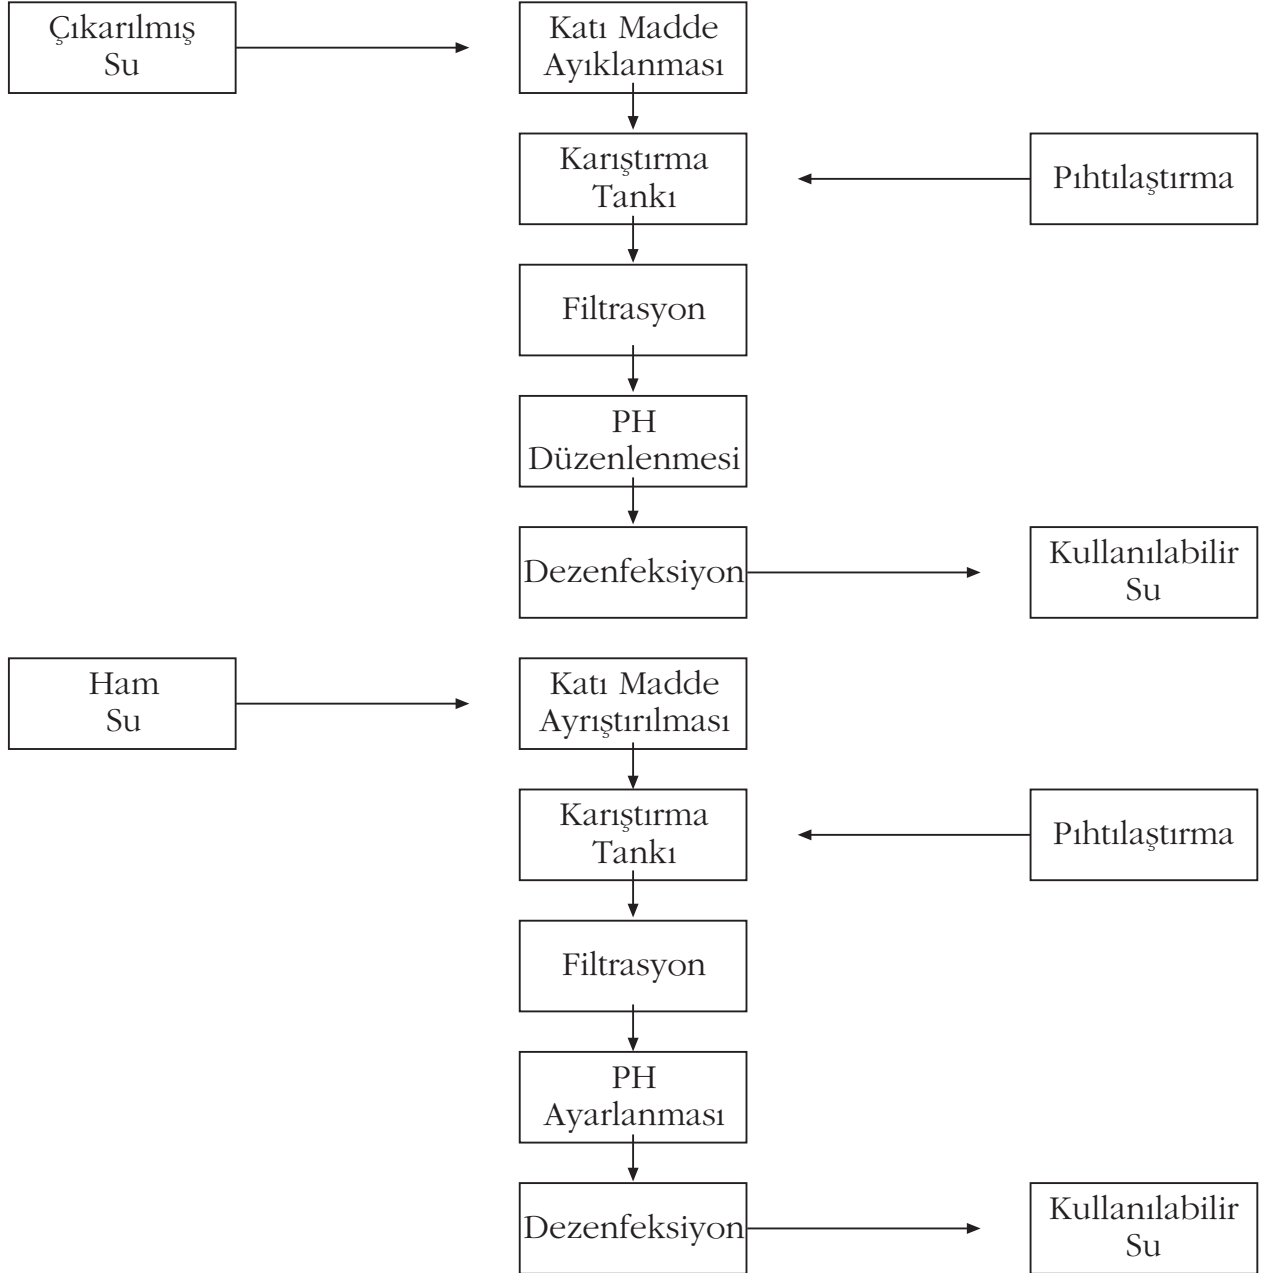 Çıkarılmış
Su
Katı Madde
Ayıklanması
Karıştırma
Tankı
Pıhtılaştırma
Filtrasyon
PH
Düzenlenmesi
Dezenfeksiyon
Kullanılabilir
Su
Ham
Su
Katı Madde
Ayrıştırılması
Karıştırma
Tankı
Pıhtılaştırma
Filtrasyon
PH
Ayarlanması
Dezenfeksiyon
Kullanılabilir
Su